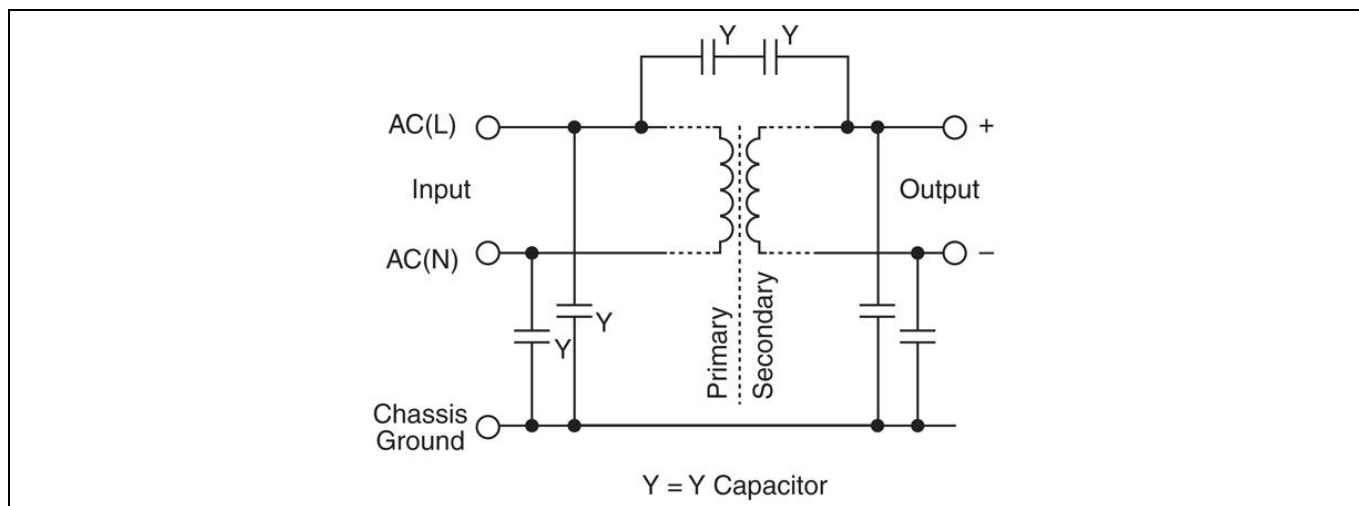 Y Y
AC(L)
+
Input
Output
AC(N)
–
Primary
Secondary
Y
Y
Chassis
Ground
Y = Y Capacitor